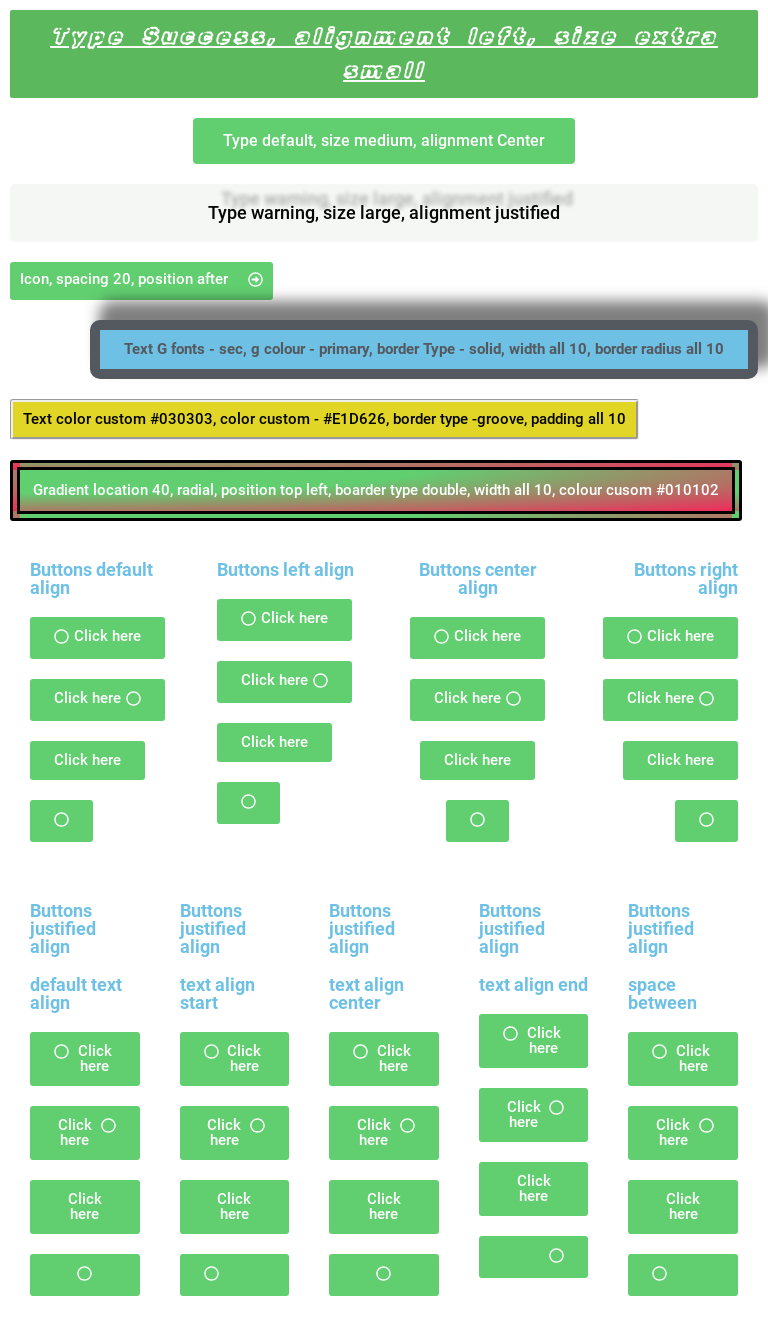 Type Success, alignment left, size extra
small
Type default, size medium, alignment Center
Type warning, size large, alignment justified
Icon, spacing 20, position after
Text G fonts - sec, g colour - primary, border Type - solid, width all 10, border radius all 10
Text color custom #030303, color custom - #E1D626, border type -groove, padding all 10
Gradient location 40, radial, position top left, boarder type double, width all 10, colour cusom #010102
Buttons default
align
Click here
Click here
Click here
Buttons left align
Click here
Click here
Click here
Buttons center
align
Click here
Click here
Click here
Buttons right
align
Click here
Click here
Click here
Buttons
justified
align
default text
align
Click
here
Click
here
Click
here
Buttons
justified
align
text align
start
Click
here
Click
here
Click
here
Buttons
justified
align
text align
center
Click
here
Click
here
Click
here
Buttons
justified
align
text align end
Click
here
Click
here
Click
here
Buttons
justified
align
space
between
Click
here
Click
here
Click
here